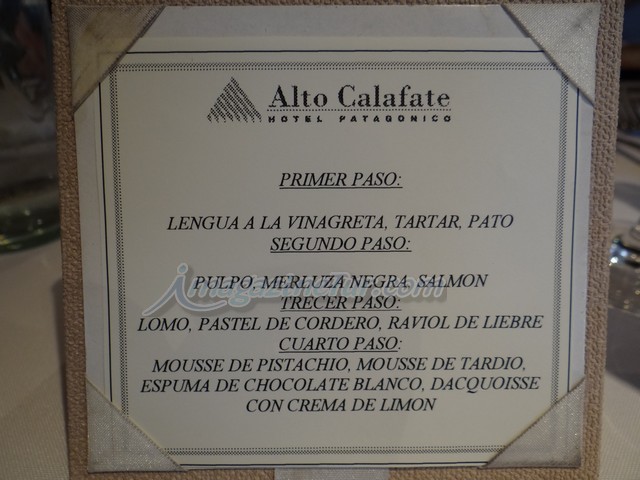 Alto Calafate
HOTEL PATAGONICO
PRIMER PASO:
LENGUA A LA VINAGRETA, TARTAR, PATO
SEGUNDO PASO:
PULPO, MERLUZA NEGRA, SALMON
TRECER PASO:
LOMO, PASTEL DE CORDERO, RAVIOL DE LIEBRE
CUARTO PASO:
MOUSSE DE PISTACHIO, MOUSSE DE TARDIO,
ESPUMA DE CHOCOLATE BLANCO, DACQUOISSE
CON CREMA DE LIMON